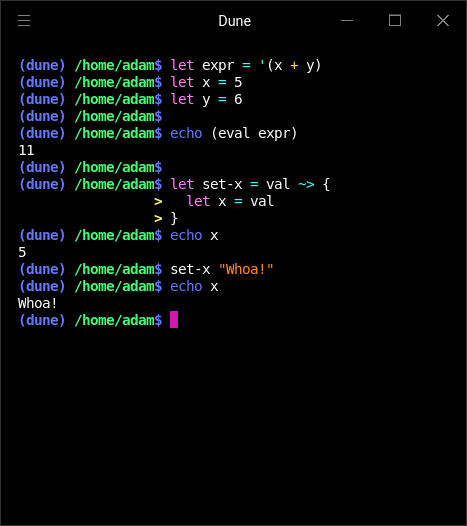 Dune
(dune) /home/adam$ let expr = '(x + y)
(dune) /home/adam$ let x = 5
(dune) /home/adam$ let y = 6
(dune) /home/adam$
(dune) /home/adam$ echo (eval expr)
11
(dune) /home/adam$
(dune) /home/adam$ let set-x = val ~> {
>   let x = val
> }
(dune) /home/adam$ echo x
5
(dune) /home/adam$ set-x "Whoa!"
(dune) /home/adam$ echo x
Whoa!
(dune) /home/adam$